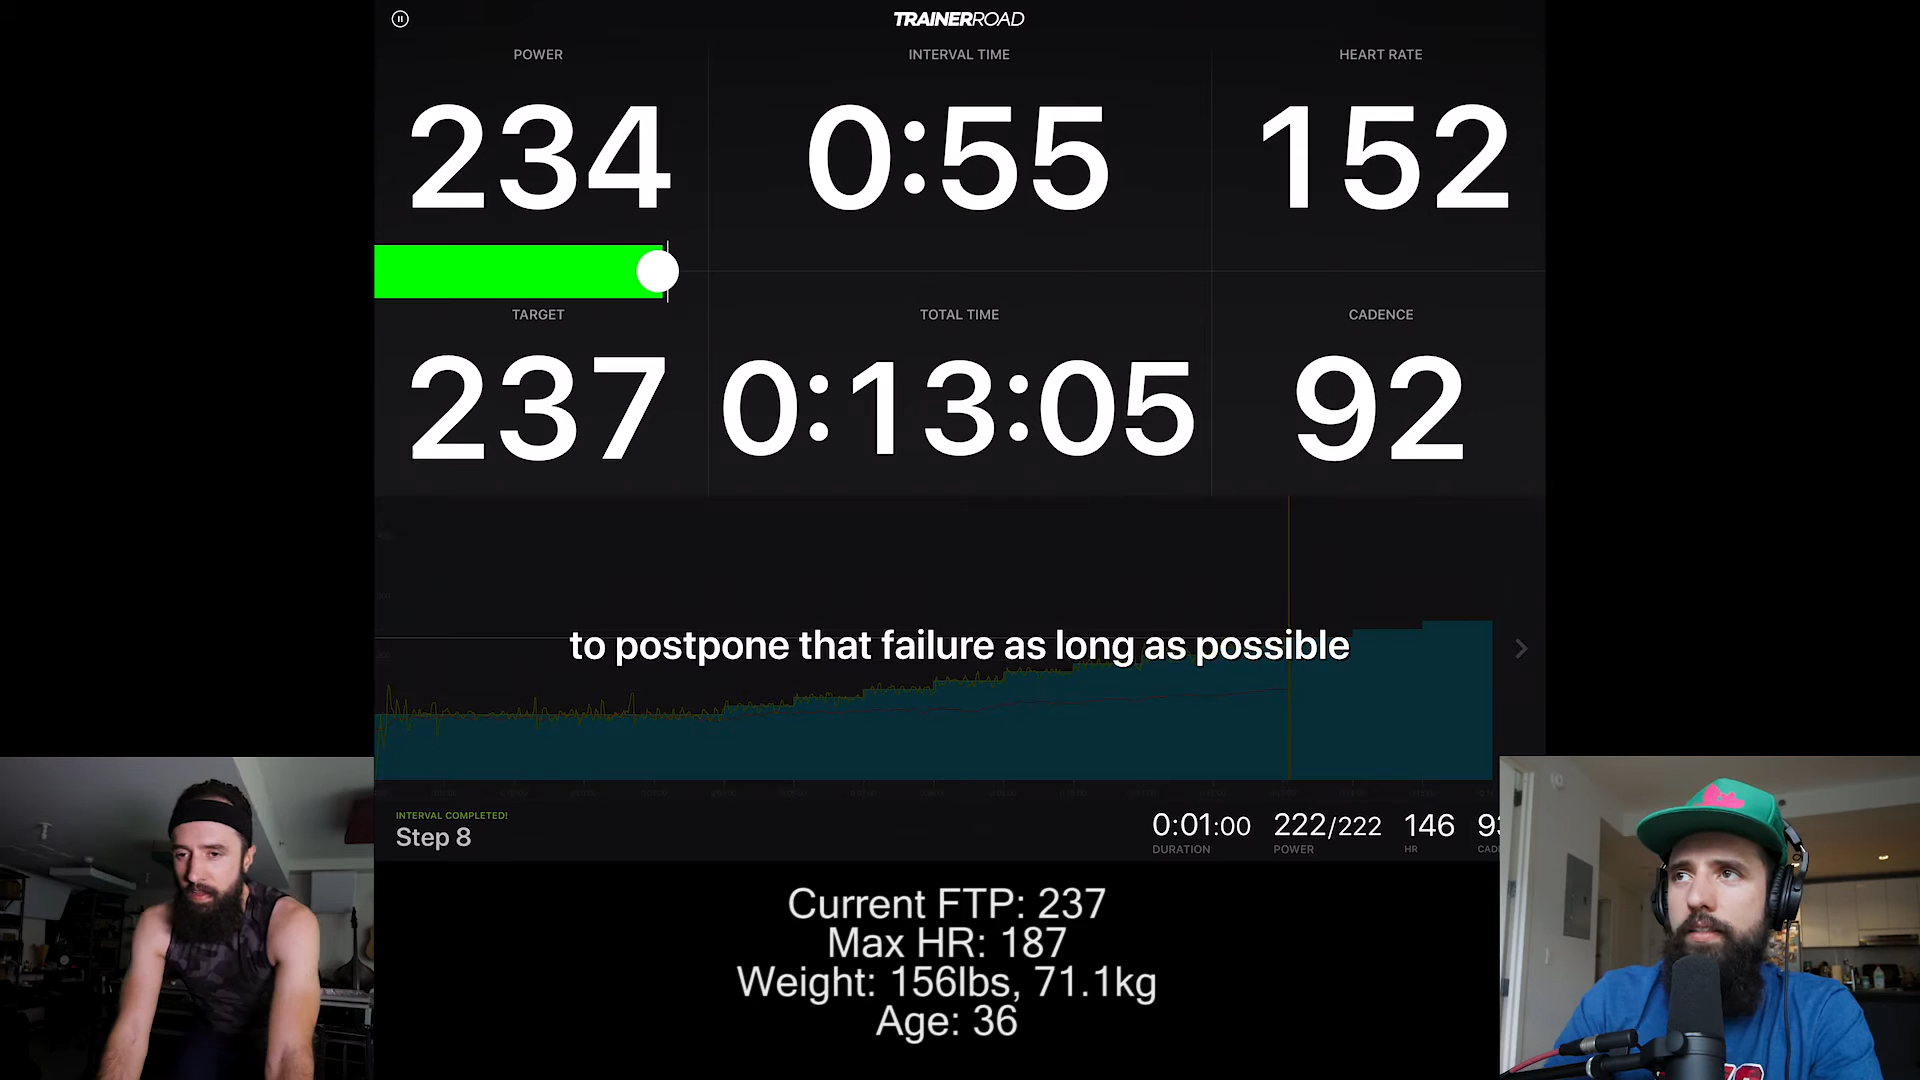 TRAINERROAD
POWER
INTERVAL TIME
HEART RATE
234
0:55
152
TARGET
TOTAL TIME
CADENCE
237
0:13:05
92
to postpone that failure as long as possible
INTERVAL COMPLETED!
Step 8
0:01:00
222/222
146
DURATION
POWER
HR
Current FTP: 237
Max HR: 187
Weight: 156lbs, 71.1kg
Age: 36